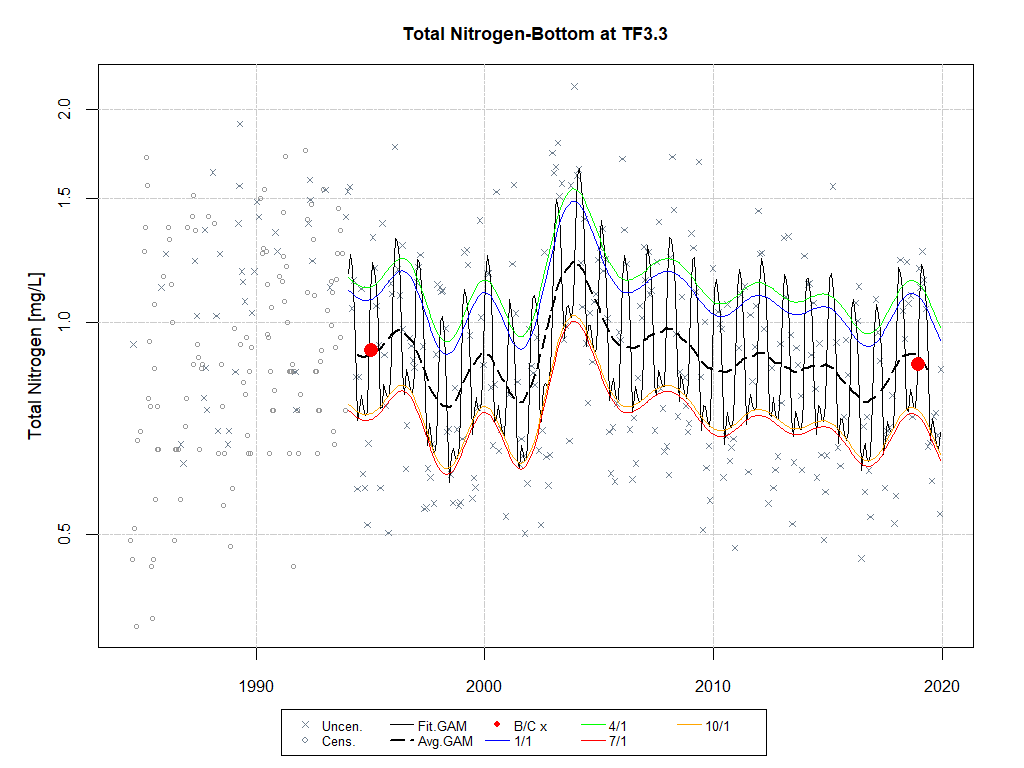 Total Nitrogen-Bottom at TF3.3
Total Nitrogen [mg/L]
2.0
1.5
1.0
0.5
1990 2000 2010 2020
Uncen. Fit.GAM B/C x 4/1 10/1
Cens. Avg.GAM 1/1 7/1